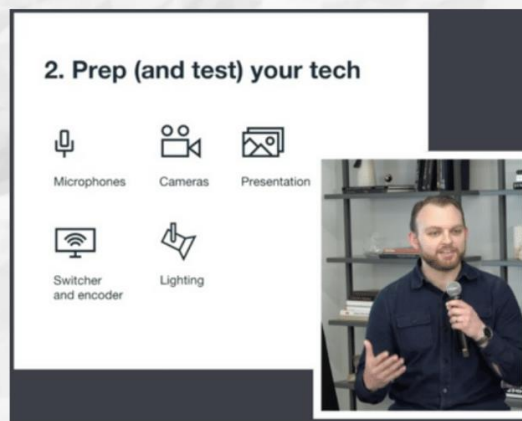 2. Prep (and test) your tech
Microphones
Cameras
Presentation
Switcher
and encoder
Lighting